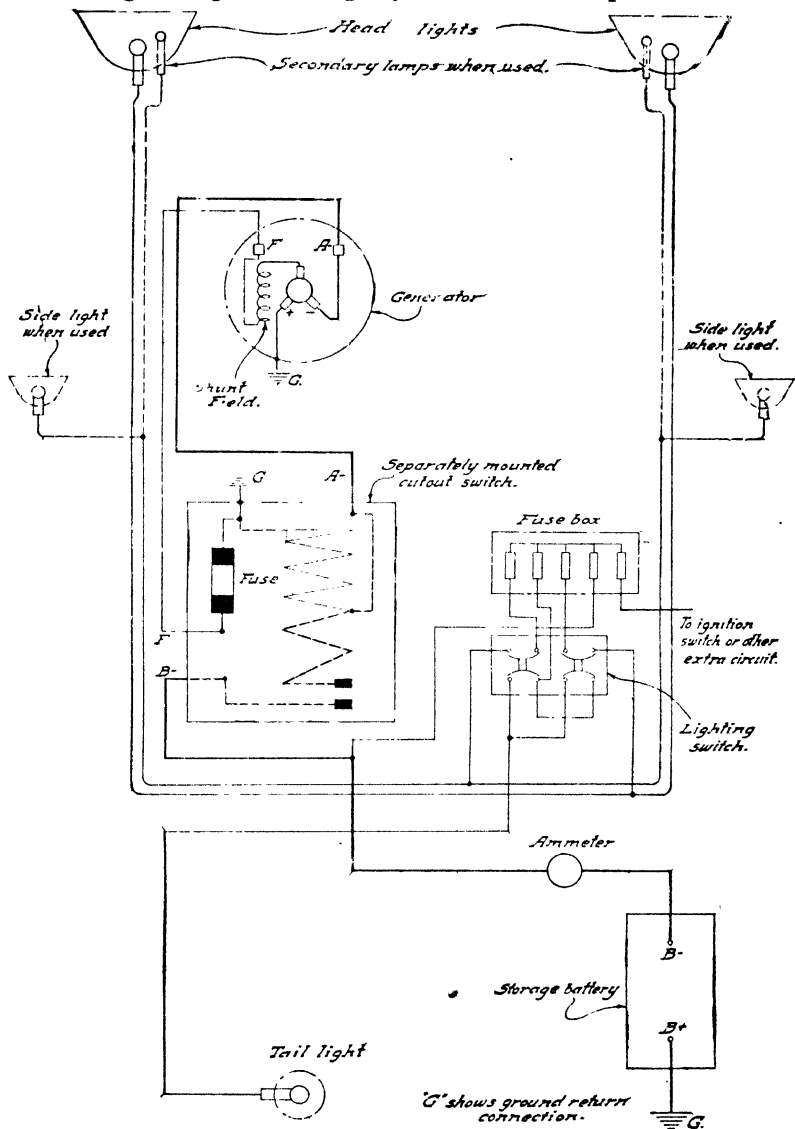 Head lights
Secondary lamps when used.
F
A-
+ -
Generator
Side light
when used
Side light
when used.
G.
Shunt
Field.
Separately mounted
cutout switch.
G
A-
Fuse box
Fuse
F
To ignition
switch or other
extra circuit.
B-
Lighting
switch.
Ammeter
B-
Storage battery
B+
Tail light
"G" shows ground return
connection.
G.